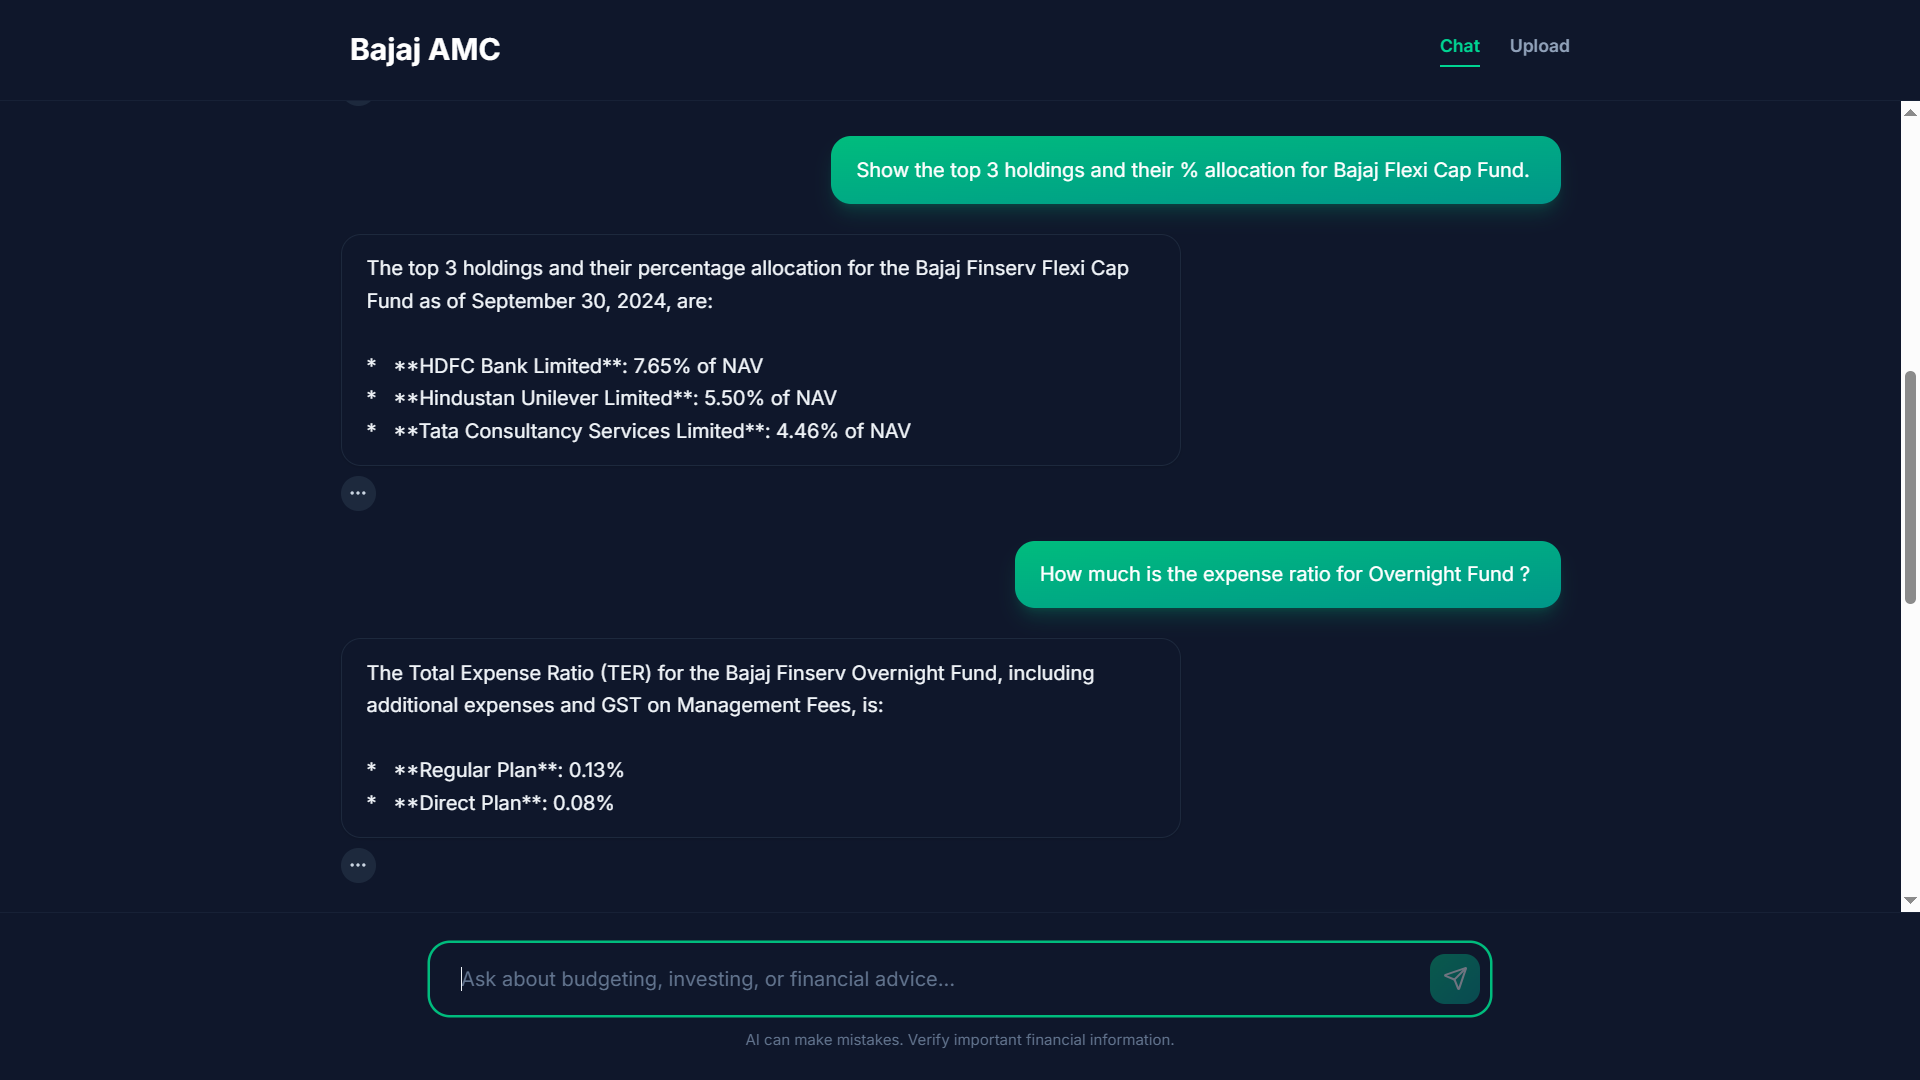 Bajaj AMC
Chat
Upload
Show the top 3 holdings and their % allocation for Bajaj Flexi Cap Fund.
The top 3 holdings and their percentage allocation for the Bajaj Finserv Flexi Cap
Fund as of September 30, 2024, are:
*   **HDFC Bank Limited**: 7.65% of NAV
*   **Hindustan Unilever Limited**: 5.50% of NAV
*   **Tata Consultancy Services Limited**: 4.46% of NAV
How much is the expense ratio for Overnight Fund ?
The Total Expense Ratio (TER) for the Bajaj Finserv Overnight Fund, including
additional expenses and GST on Management Fees, is:
*   **Regular Plan**: 0.13%
*   **Direct Plan**: 0.08%
Ask about budgeting, investing, or financial advice...
AI can make mistakes. Verify important financial information.